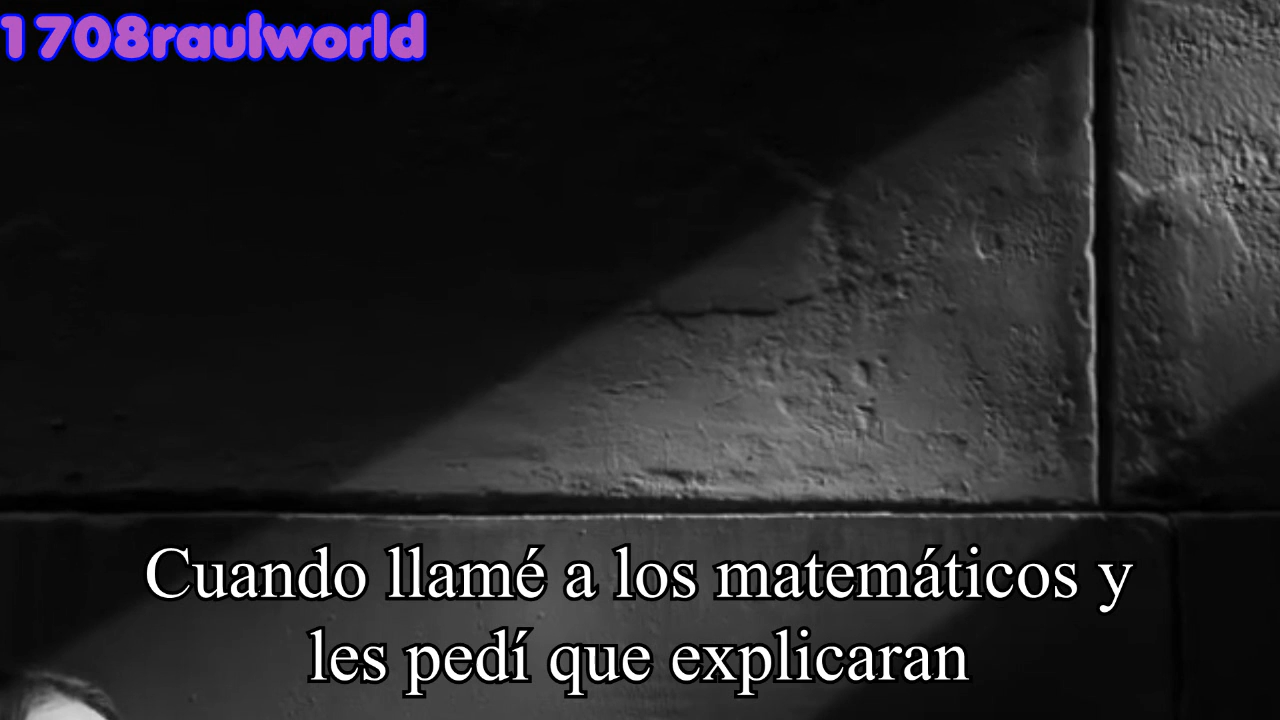 1708raulworld
Cuando llamé a los matemáticos y
les pedí que explicaran